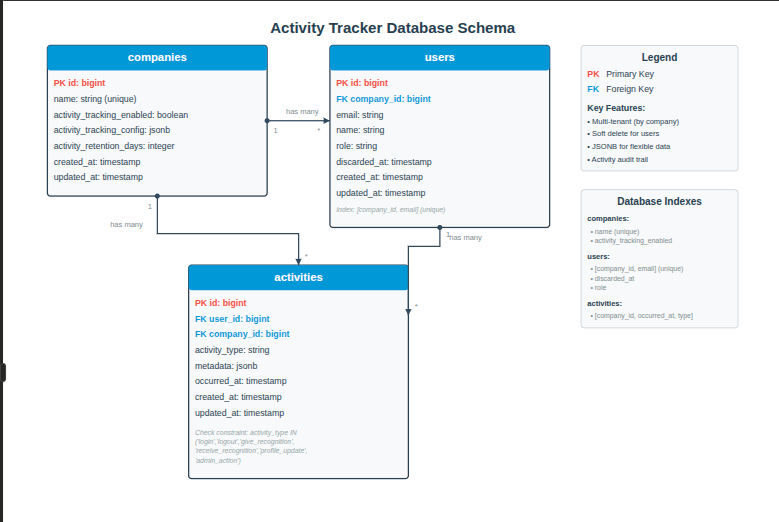 Activity Tracker Database Schema
companies
PK id: bigint
name: string (unique)
activity_tracking_enabled: boolean
activity_tracking_config: jsonb
activity_retention_days: integer
created_at: timestamp
updated_at: timestamp
has many
1
*
users
PK id: bigint
FK company_id: bigint
email: string
name: string
role: string
discarded_at: timestamp
created_at: timestamp
updated_at: timestamp
Index: [company_id, email] (unique)
1
has many
*
1
has many
*
activities
PK id: bigint
FK user_id: bigint
FK company_id: bigint
activity_type: string
metadata: jsonb
occurred_at: timestamp
created_at: timestamp
updated_at: timestamp
Check constraint: activity_type IN
('login','logout','give_recognition',
'receive_recognition','profile_update',
'admin_action')
Legend
PK Primary Key
FK Foreign Key
Key Features:
• Multi-tenant (by company)
• Soft delete for users
• JSONB for flexible data
• Activity audit trail
Database Indexes
companies:
• name (unique)
• activity_tracking_enabled
users:
• [company_id, email] (unique)
• discarded_at
• role
activities:
• [company_id, occurred_at, type]